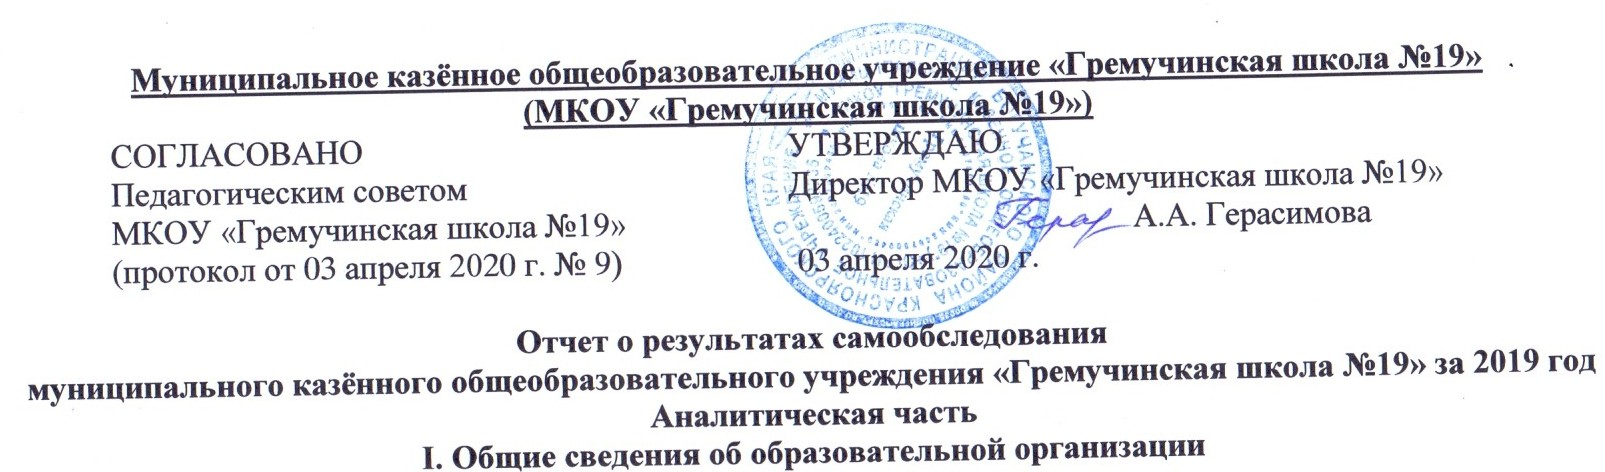 Муниципальное казённое общеобразовательное учреждение «Гремучинская школа №19»
(МКОУ «Гремучинская школа №19»)
СОГЛАСОВАНО
Педагогическим советом
МКОУ «Гремучинская школа №19»
(протокол от 03 апреля 2020 г. № 9)
УТВЕРЖДАЮ
Директор МКОУ «Гремучинская школа №19»
А.А. Герасимова
03 апреля 2020 г.
Отчет о результатах самообследования
муниципального казённого общеобразовательного учреждения «Гремучинская школа №19» за 2019 год
Аналитическая часть
I. Общие сведения об образовательной организации